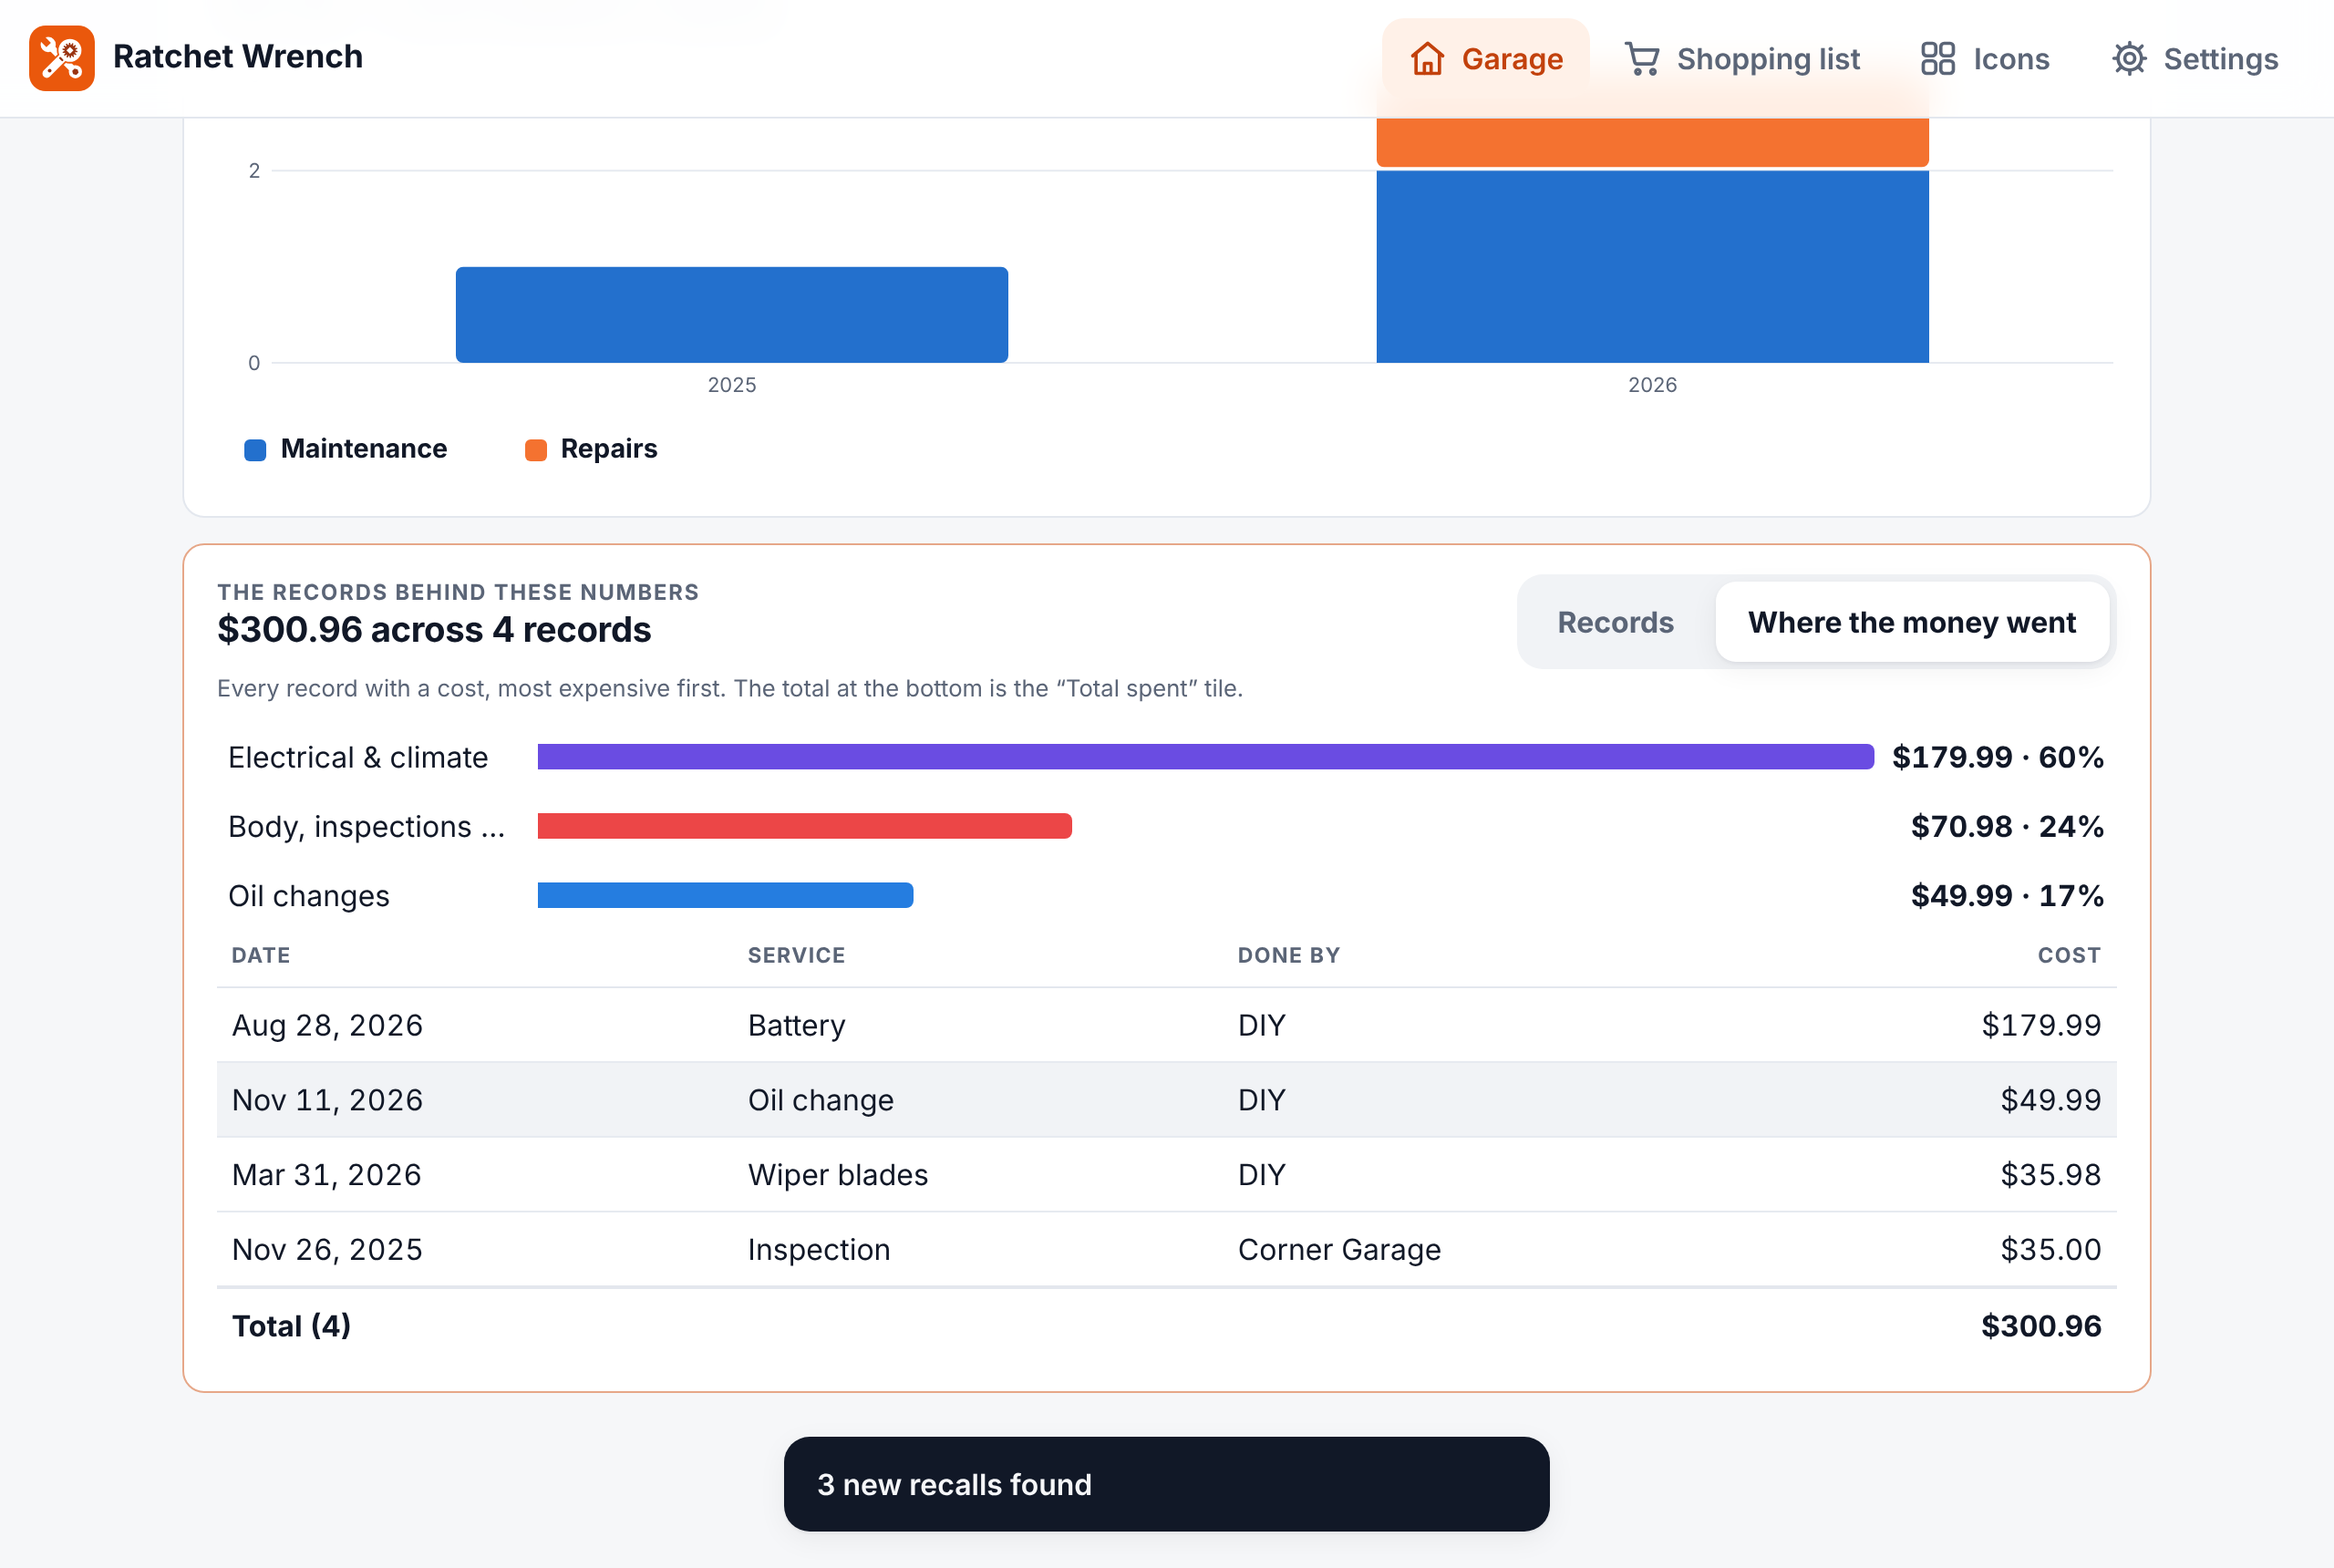 Ratchet Wrench
Garage
Shopping list
Icons
Settings
2
0
2025
2026
Maintenance
Repairs
THE RECORDS BEHIND THESE NUMBERS
$300.96 across 4 records
Records
Where the money went
Every record with a cost, most expensive first. The total at the bottom is the “Total spent” tile.
Electrical & climate $179.99 · 60%
Body, inspections ... $70.98 · 24%
Oil changes $49.99 · 17%
DATE SERVICE DONE BY COST
Aug 28, 2026 Battery DIY $179.99
Nov 11, 2026 Oil change DIY $49.99
Mar 31, 2026 Wiper blades DIY $35.98
Nov 26, 2025 Inspection Corner Garage $35.00
Total (4) $300.96
3 new recalls found